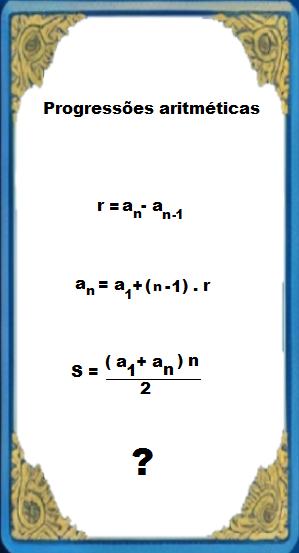 Progressões aritméticas
r = aₙ - aₙ₋₁
aₙ = a₁ + (n-1) . r
S = (a₁ + aₙ) n / 2
?